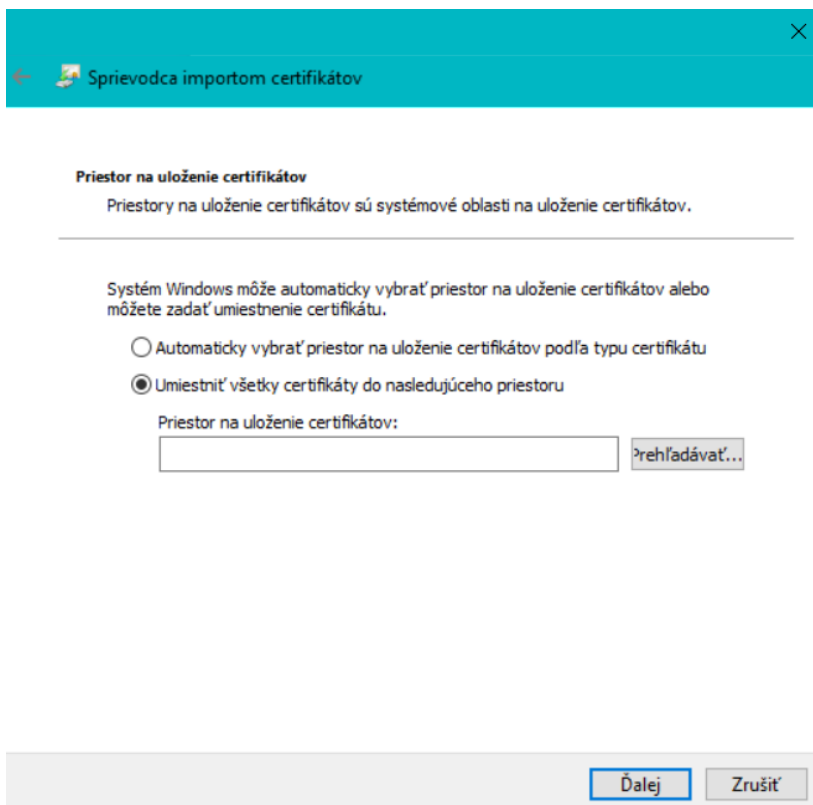 Sprievodca importom certifikátov
Priestor na uloženie certifikátov
Priestory na uloženie certifikátov sú systémové oblasti na uloženie certifikátov.
Systém Windows môže automaticky vybrať priestor na uloženie certifikátov alebo
môžete zadať umiestnenie certifikátu.
Automaticky vybrať priestor na uloženie certifikátov podľa typu certifikátu
Umiestniť všetky certifikáty do nasledujúceho priestoru
Priestor na uloženie certifikátov:
Prehľadávať...
Ďalej Zrušiť